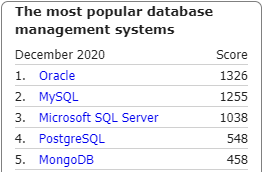 The most popular database
management systems
December 2020 Score
1. Oracle 1326
2. MySQL 1255
3. Microsoft SQL Server 1038
4. PostgreSQL 548
5. MongoDB 458